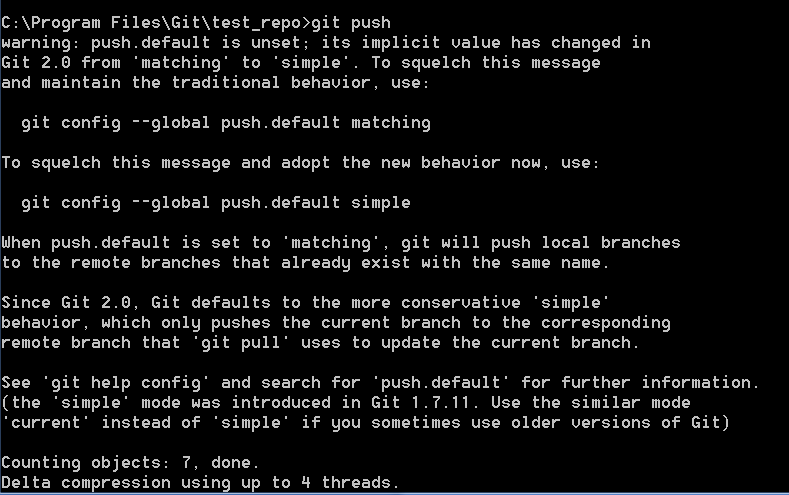 C:\Program Files\Git\test_repo>git push
warning: push.default is unset; its implicit value has changed in
Git 2.0 from 'matching' to 'simple'. To squelch this message
and maintain the traditional behavior, use:
git config --global push.default matching
To squelch this message and adopt the new behavior now, use:
git config --global push.default simple
When push.default is set to 'matching', git will push local branches
to the remote branches that already exist with the same name.
Since Git 2.0, Git defaults to the more conservative 'simple'
behavior, which only pushes the current branch to the corresponding
remote branch that 'git pull' uses to update the current branch.
See 'git help config' and search for 'push.default' for further information.
(the 'simple' mode was introduced in Git 1.7.11. Use the similar mode
'current' instead of 'simple' if you sometimes use older versions of Git)
Counting objects: 7, done.
Delta compression using up to 4 threads.